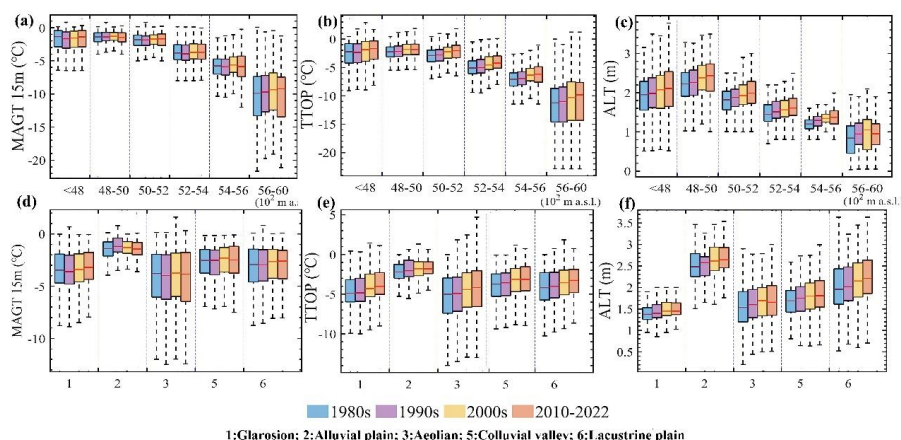 (a) (b) (c)
MAGT 15m (°C) 0 -5 -10 -15 -20
TTOP (°C) 0 -5 -10 -15 -20
ALT (m) 3 2 1 0
<48 48-50 50-52 52-54 54-56 56-60
<48 48-50 50-52 52-54 54-56 56-60
<48 48-50 50-52 52-54 54-56 56-60
(10² m a. (10² m a.s.l.) (10² m a.s.l.)
(d) (e) (f)
MAGT 15m (°C) 0 -5 -10
TTOP (°C) 5 0 -5 -10 -15
ALT (m) 3.5 3 2.5 2 1.5 1 0.5
1 2 3 5 6
1 2 3 5 6
1 2 3 5 6
1980s 1990s 2000s 2010-2022
1:Glarosion; 2:Alluvial plain; 3:Aeolian; 5:Colluvial valley; 6:Lacustrine plain